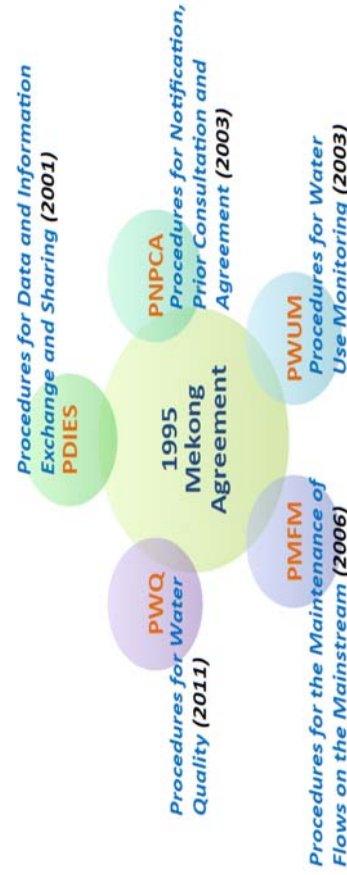 Procedures for Data and Information
Exchange and Sharing (2001)
PDIES
PNPCA
Procedures for Notification,
Prior Consultation and
Agreement (2003)
1995
Mekong
Agreement
PWQ
Procedures for Water
Quality (2011)
PWUM
Procedures for Water
Use Monitoring (2003)
PMFM
Procedures for the Maintenance of
Flows on the Mainstream (2006)